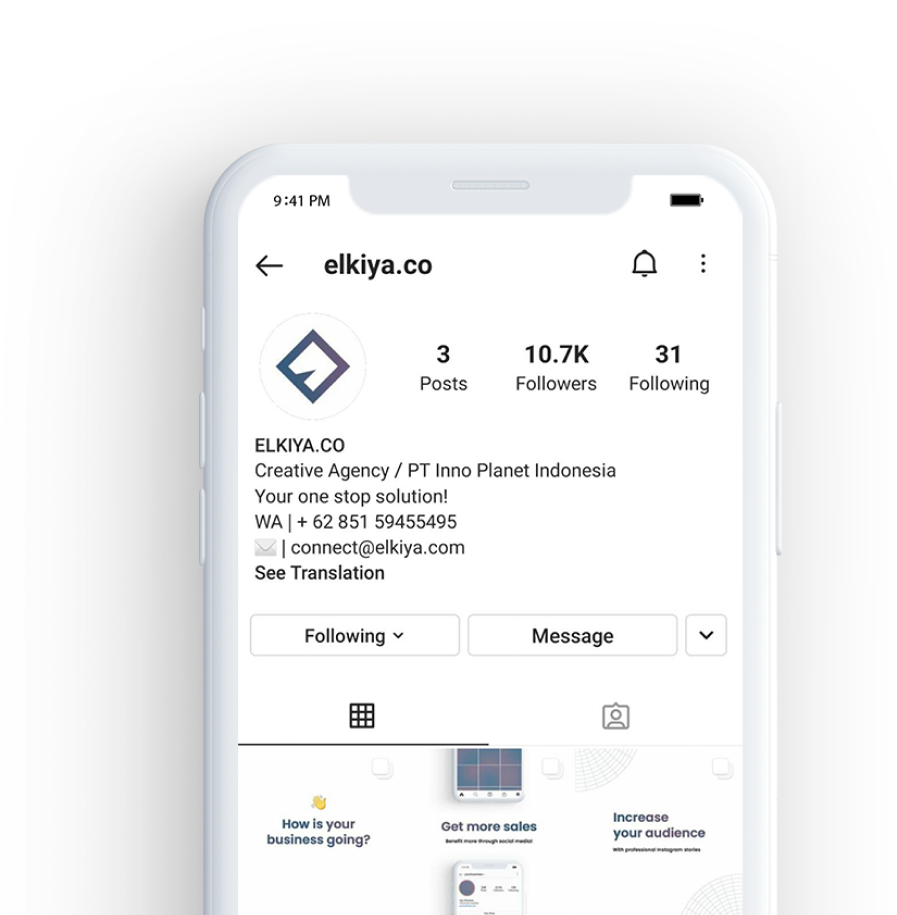 9:41 PM
elkiya.co
3
Posts
10.7K
Followers
31
Following
ELKIYA.CO
Creative Agency / PT Inno Planet Indonesia
Your one stop solution!
WA | + 62 851 59455495
✉ | connect@elkiya.com
See Translation
Following
Message
How is your
business going?
Get more sales
Benefit more through social media!
Increase
your audience
With professional instagram stories